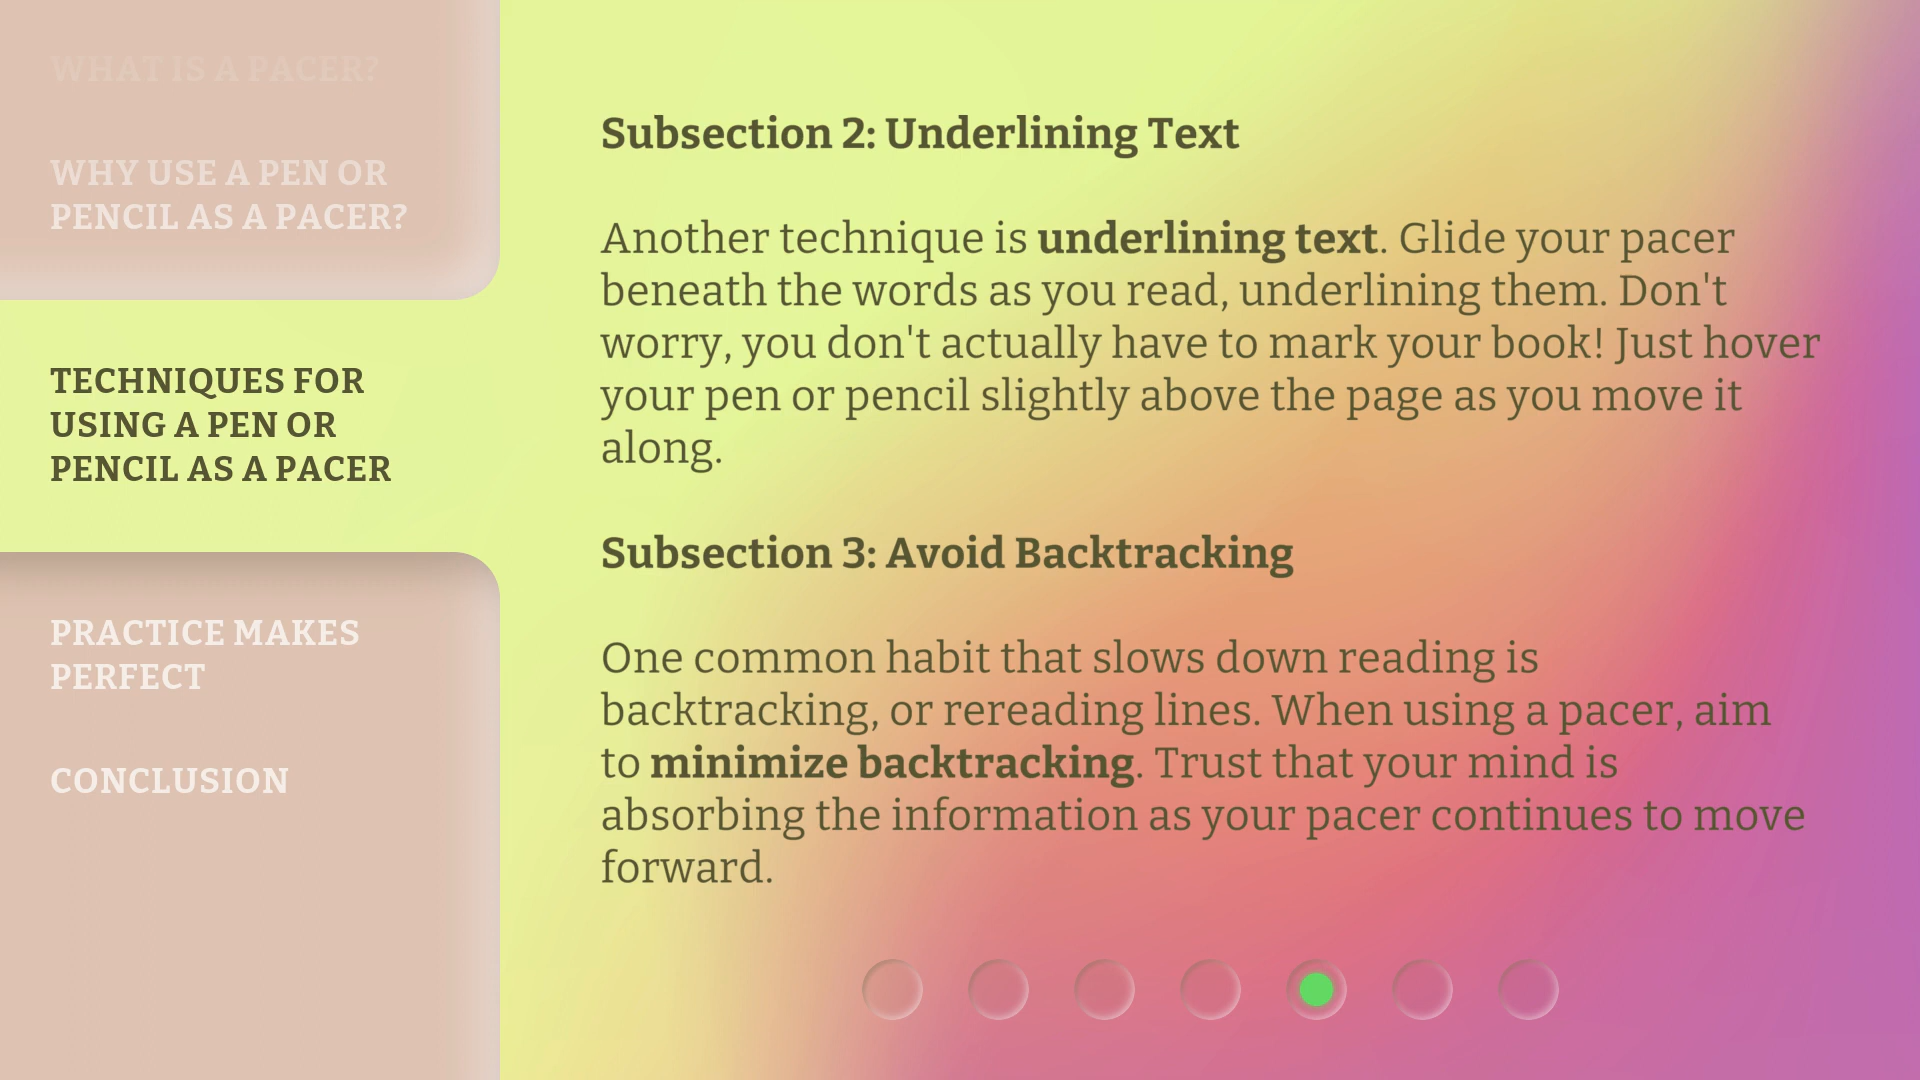 WHAT IS A PACER?
WHY USE A PEN OR
PENCIL AS A PACER?
TECHNIQUES FOR
USING A PEN OR
PENCIL AS A PACER
PRACTICE MAKES
PERFECT
CONCLUSION
Subsection 2: Underlining Text
Another technique is underlining text. Glide your pacer
beneath the words as you read, underlining them. Don't
worry, you don't actually have to mark your book! Just hover
your pen or pencil slightly above the page as you move it
along.
Subsection 3: Avoid Backtracking
One common habit that slows down reading is
backtracking, or rereading lines. When using a pacer, aim
to minimize backtracking. Trust that your mind is
absorbing the information as your pacer continues to move
forward.